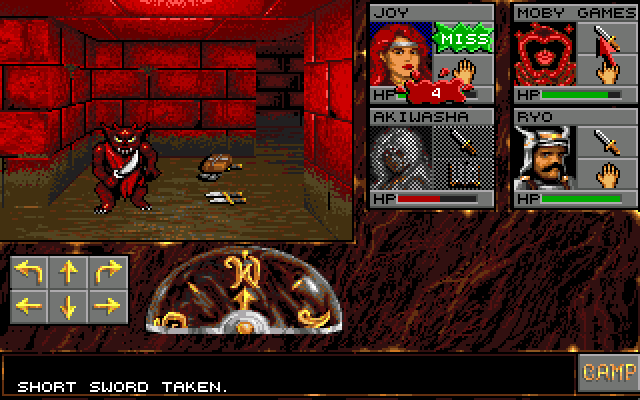 JOY
MOBY GAMES
MISS
HP
4
HP
AKIWASHA
RYO
HP
HP
W
SHORT SWORD TAKEN.
CAMP